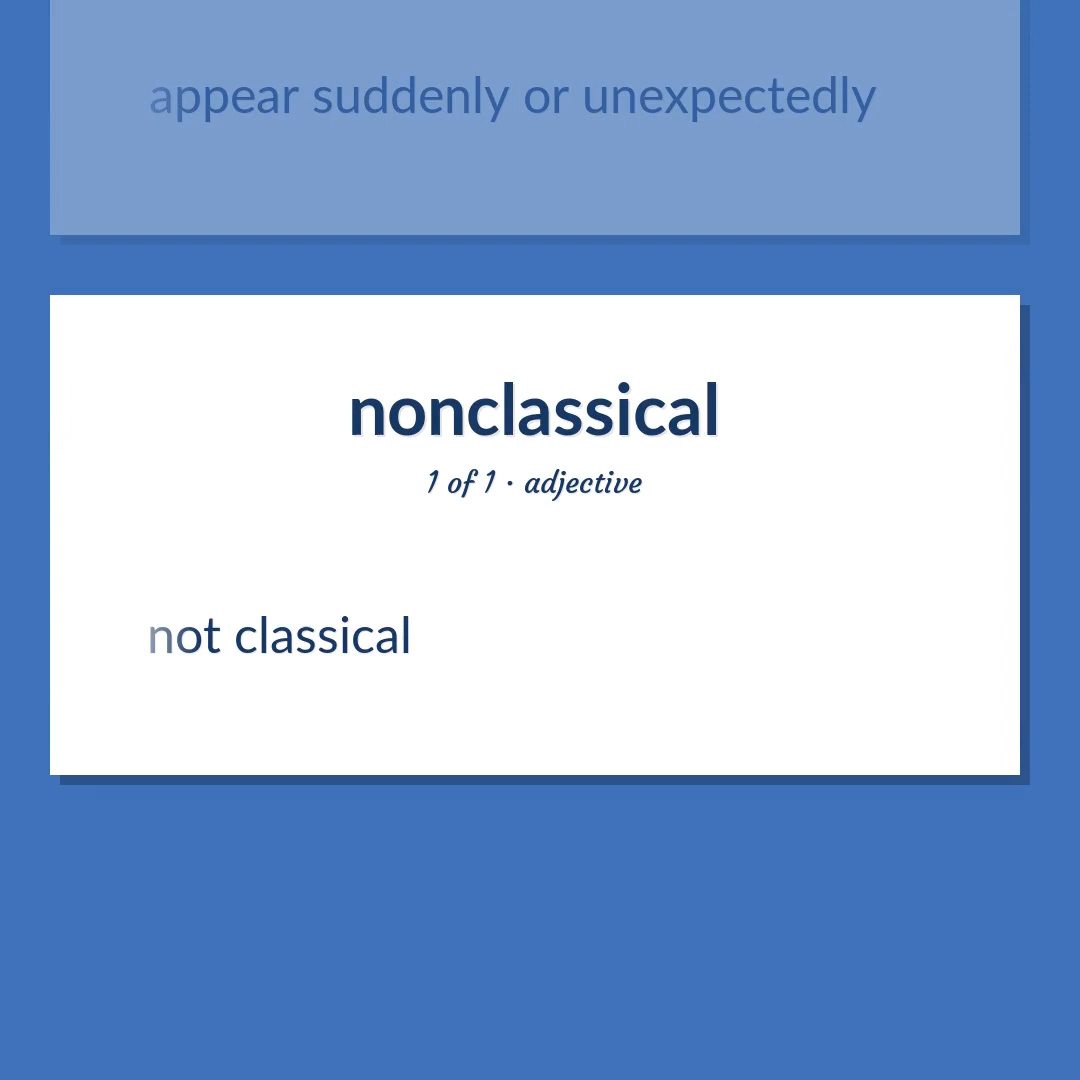 appear suddenly or unexpectedly
nonclassical
1 of 1 · adjective
not classical